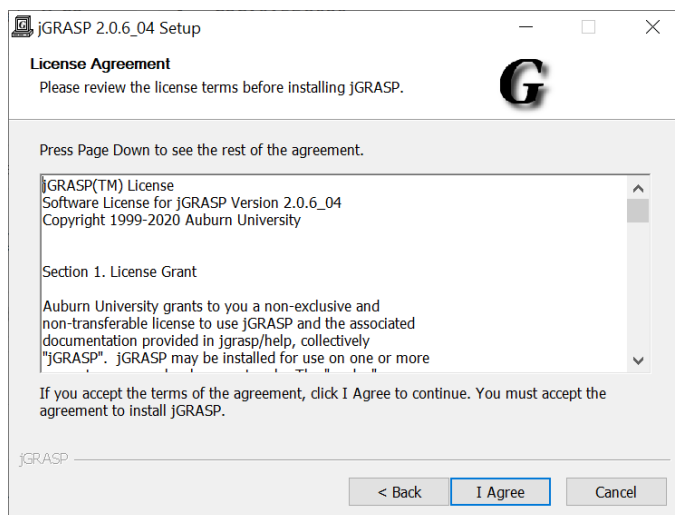 jGRASP 2.0.6_04 Setup
License Agreement
Please review the license terms before installing jGRASP.
G
Press Page Down to see the rest of the agreement.
jGRASP(TM) License
Software License for jGRASP Version 2.0.6_04
Copyright 1999-2020 Auburn University
Section 1. License Grant
Auburn University grants to you a non-exclusive and
non-transferable license to use jGRASP and the associated
documentation provided in jgrasp/help, collectively
"jGRASP".  jGRASP may be installed for use on one or more
If you accept the terms of the agreement, click I Agree to continue. You must accept the
agreement to install jGRASP.
jGRASP
< Back
I Agree
Cancel